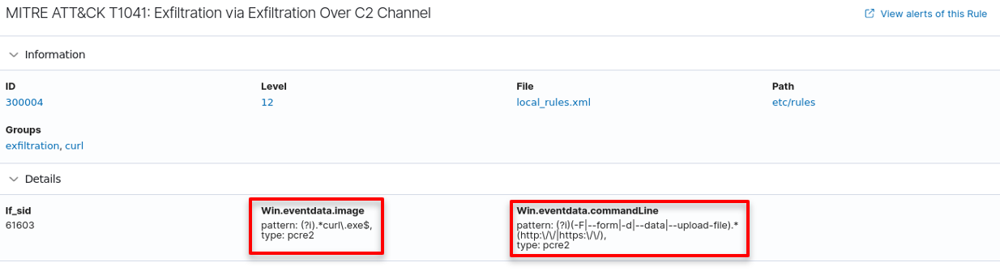 MITRE ATT&CK T1041: Exfiltration via Exfiltration Over C2 Channel
View alerts of this Rule
Information
ID
Level
File
Path
300004
12
local_rules.xml
etc/rules
Groups
exfiltration, curl
Details
If_sid
Win.eventdata.image
Win.eventdata.commandLine
61603
pattern: (?i).*curl\.exe$,
type: pcre2
pattern: (?i)(-F|--form|-d|--data|--upload-file).*
(http:\/\/|https:\/\/),
type: pcre2